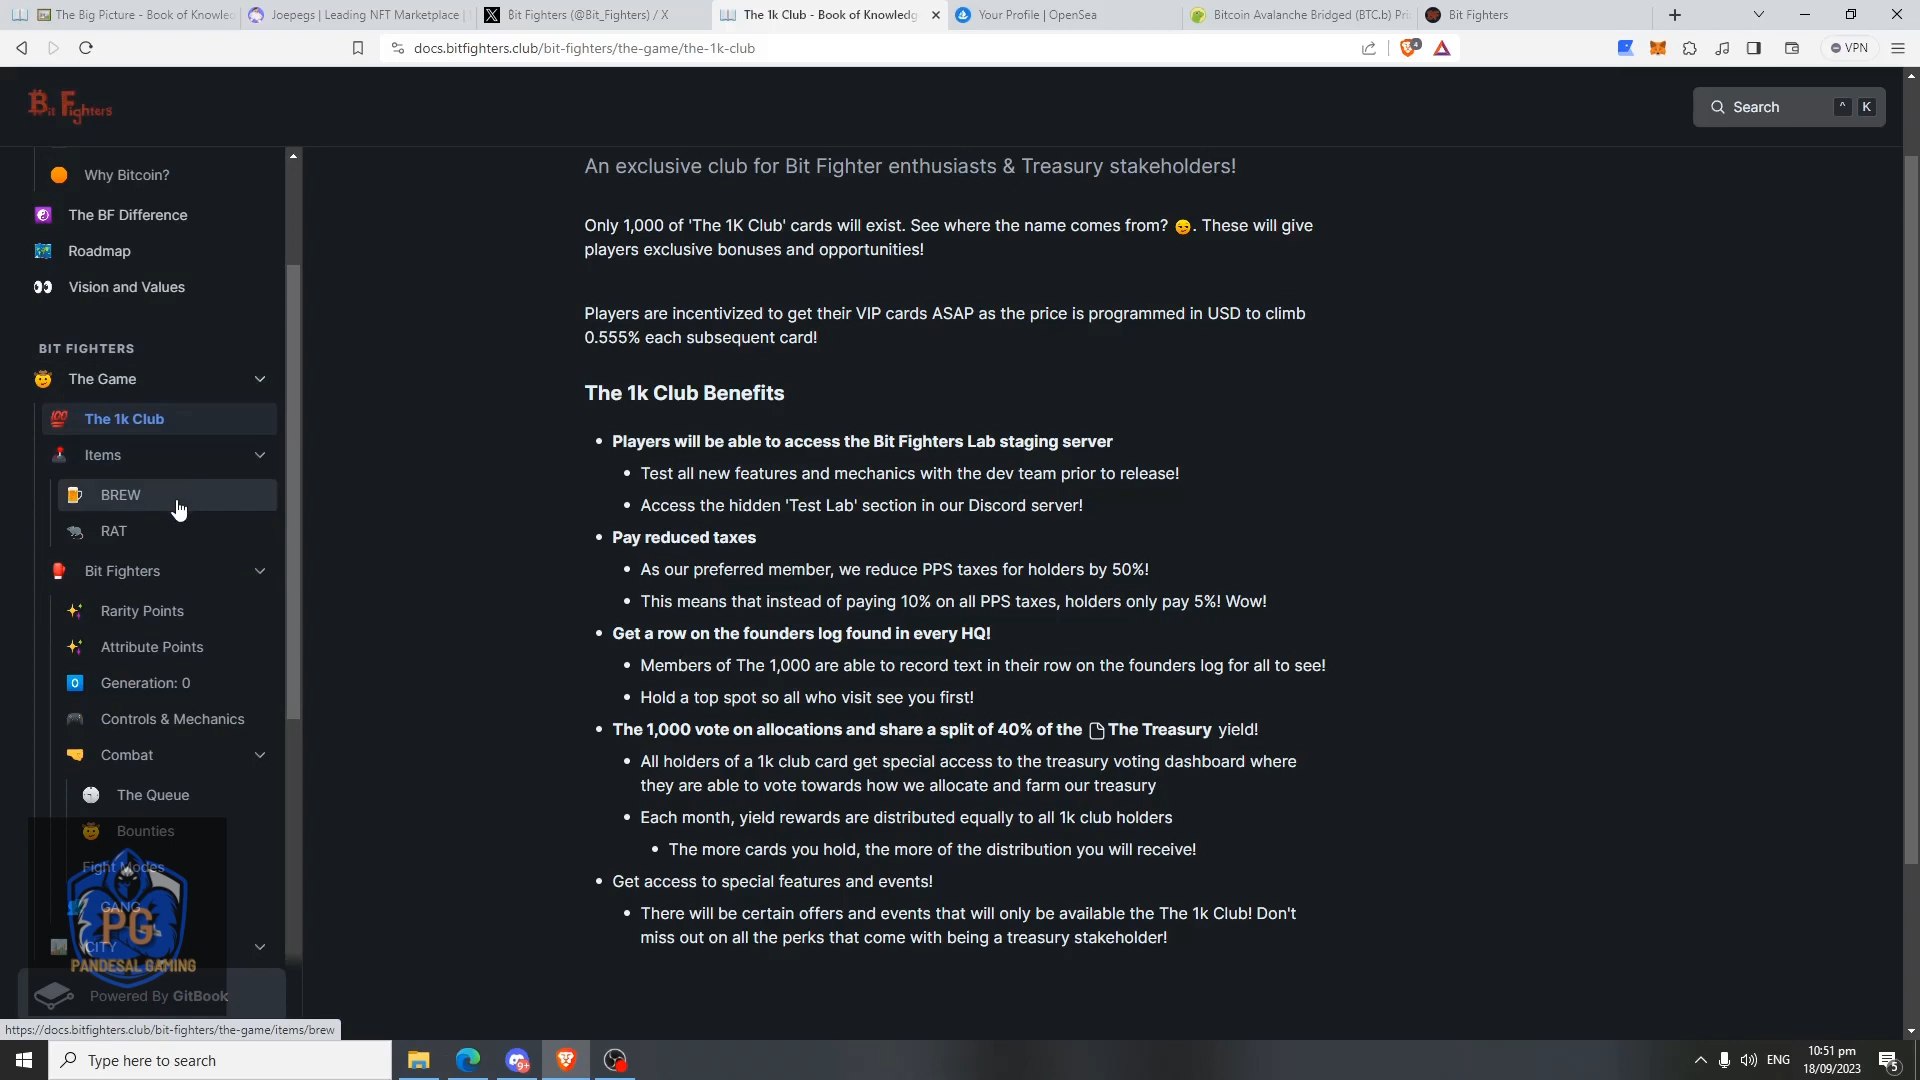 The Big Picture - Book of Knowled
Joepegs | Leading NFT Marketplace |
Bit Fighters (@Bit_Fighters) / X
The 1k Club - Book of Knowledg
Your Profile | OpenSea
Bitcoin Avalanche Bridged (BTC.b) Pri
Bit Fighters
docs.bitfighters.club/bit-fighters/the-game/the-1k-club
4
VPN
Bit Fighters
Search
^ K
Why Bitcoin?
The BF Difference
Roadmap
Vision and Values
BIT FIGHTERS
The Game
The 1k Club
Items
BREW
RAT
Bit Fighters
Rarity Points
Attribute Points
Generation: 0
Controls & Mechanics
Combat
The Queue
Bounties
Fight Modes
GANG
CITY
PG
PANDESAL GAMING
Powered By GitBook
https://docs.bitfighters.club/bit-fighters/the-game/items/brew
An exclusive club for Bit Fighter enthusiasts & Treasury stakeholders!
Only 1,000 of 'The 1K Club' cards will exist. See where the name comes from? 😏. These will give
players exclusive bonuses and opportunities!
Players are incentivized to get their VIP cards ASAP as the price is programmed in USD to climb
0.555% each subsequent card!
The 1k Club Benefits
• Players will be able to access the Bit Fighters Lab staging server
• Test all new features and mechanics with the dev team prior to release!
• Access the hidden 'Test Lab' section in our Discord server!
• Pay reduced taxes
• As our preferred member, we reduce PPS taxes for holders by 50%!
• This means that instead of paying 10% on all PPS taxes, holders only pay 5%! Wow!
• Get a row on the founders log found in every HQ!
• Members of The 1,000 are able to record text in their row on the founders log for all to see!
• Hold a top spot so all who visit see you first!
• The 1,000 vote on allocations and share a split of 40% of the The Treasury yield!
• All holders of a 1k club card get special access to the treasury voting dashboard where
they are able to vote towards how we allocate and farm our treasury
• Each month, yield rewards are distributed equally to all 1k club holders
• The more cards you hold, the more of the distribution you will receive!
• Get access to special features and events!
• There will be certain offers and events that will only be available the The 1k Club! Don't
miss out on all the perks that come with being a treasury stakeholder!
Type here to search
9+
ENG
10:51 pm
18/09/2023
5